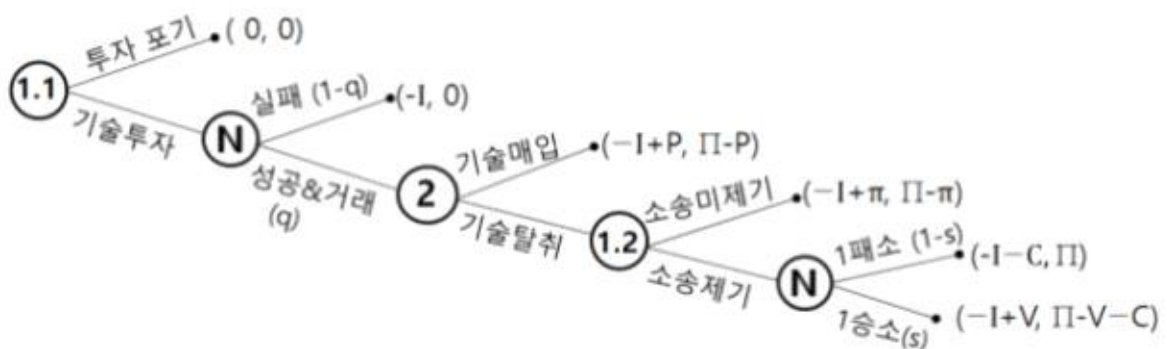 투자 포기
( 0, 0)
1.1
기술투자
실패 (1-q)
(-I, 0)
N
성공&거래
(q)
기술매입
(−I+P, Π-P)
2
기술탈취
소송미제기
(−I+π, Π-π)
1.2
소송제기
1패소 (1-s)
(-I−C, Π)
N
1승소(s)
(−I+V, Π-V−C)